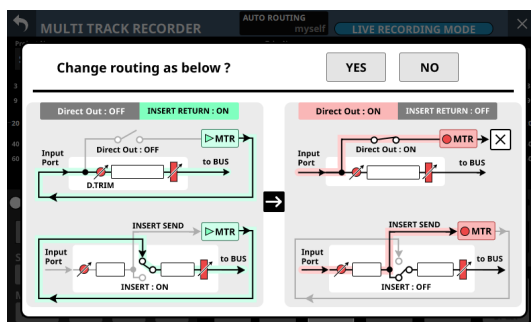 MULTI TRACK RECORDER
AUTO ROUTING
myself
LIVE RECORDING MODE
Change routing as below ?
YES
NO
Direct Out : OFF
INSERT RETURN : ON
Input
Port
Direct Out : OFF
MTR
to BUS
D.TRIM
INSERT SEND
MTR
Input
Port
to BUS
INSERT : ON
Direct Out : ON
INSERT RETURN : OFF
Input
Port
Direct Out : ON
MTR
to BUS
INSERT SEND
MTR
Input
Port
to BUS
INSERT : OFF